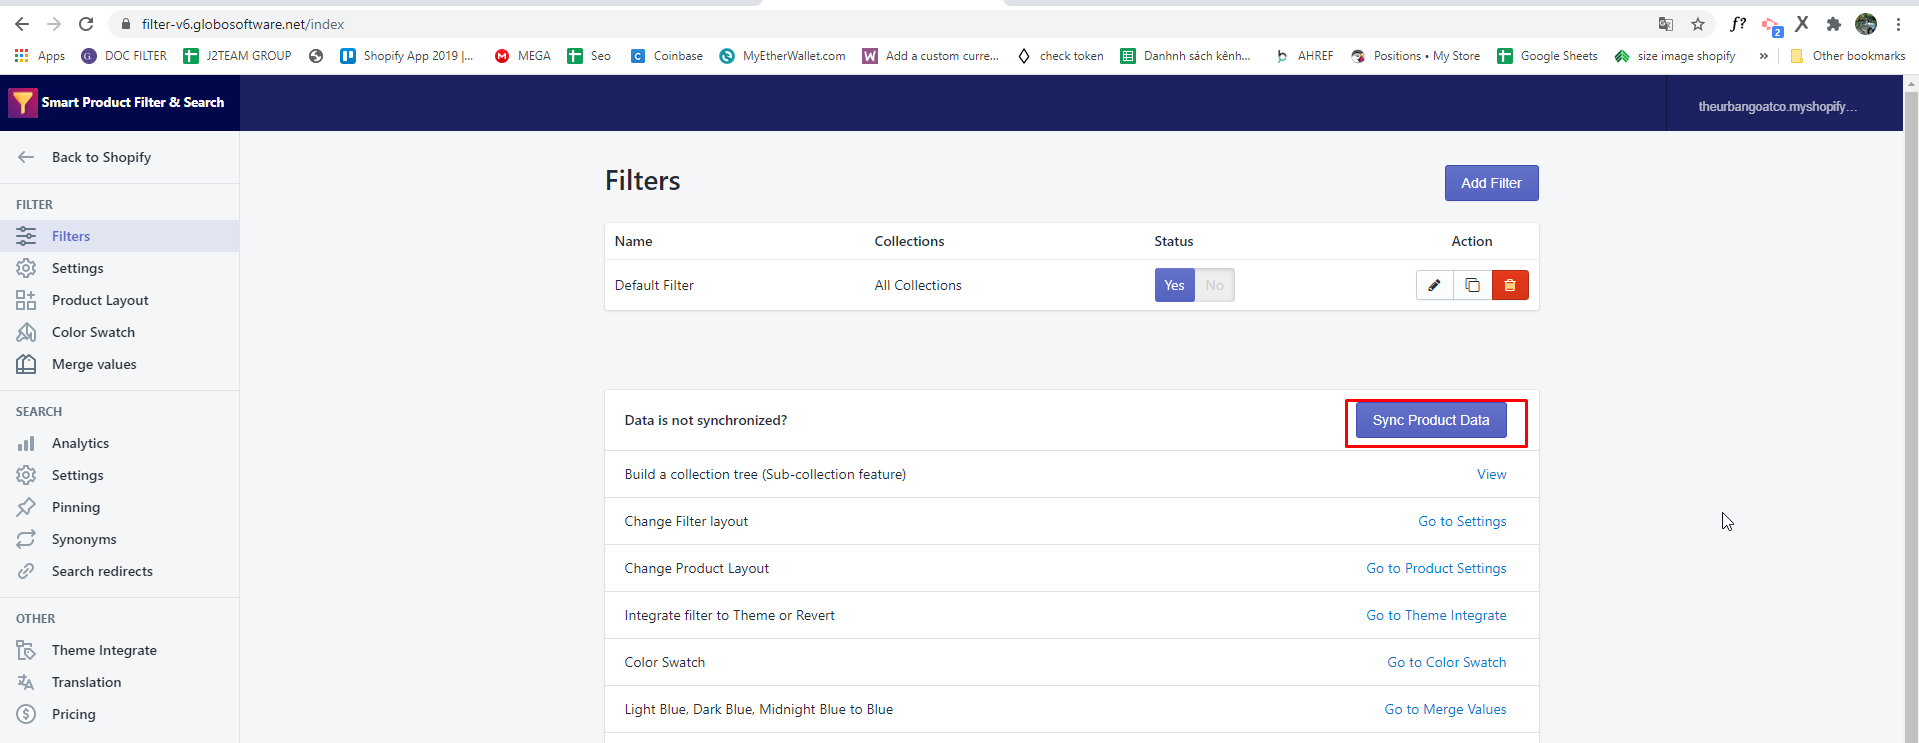 filter-v6.globosoftware.net/index
f?
2
Apps
DOC FILTER
J2TEAM GROUP
Shopify App 2019 |...
MEGA
Seo
Coinbase
MyEtherWallet.com
Add a custom curre...
check token
Danhnh sách kênh...
AHREF
Positions • My Store
Google Sheets
size image shopify
»
Other bookmarks
Smart Product Filter & Search
theurbangoatco.myshopify...
Back to Shopify
FILTER
Filters
Settings
Product Layout
Color Swatch
Merge values
SEARCH
Analytics
Settings
Pinning
Synonyms
Search redirects
OTHER
Theme Integrate
Translation
Pricing
Filters
Add Filter
Name Collections Status Action
Default Filter All Collections Yes No
Data is not synchronized? Sync Product Data
Build a collection tree (Sub-collection feature) View
Change Filter layout Go to Settings
Change Product Layout Go to Product Settings
Integrate filter to Theme or Revert Go to Theme Integrate
Color Swatch Go to Color Swatch
Light Blue, Dark Blue, Midnight Blue to Blue Go to Merge Values